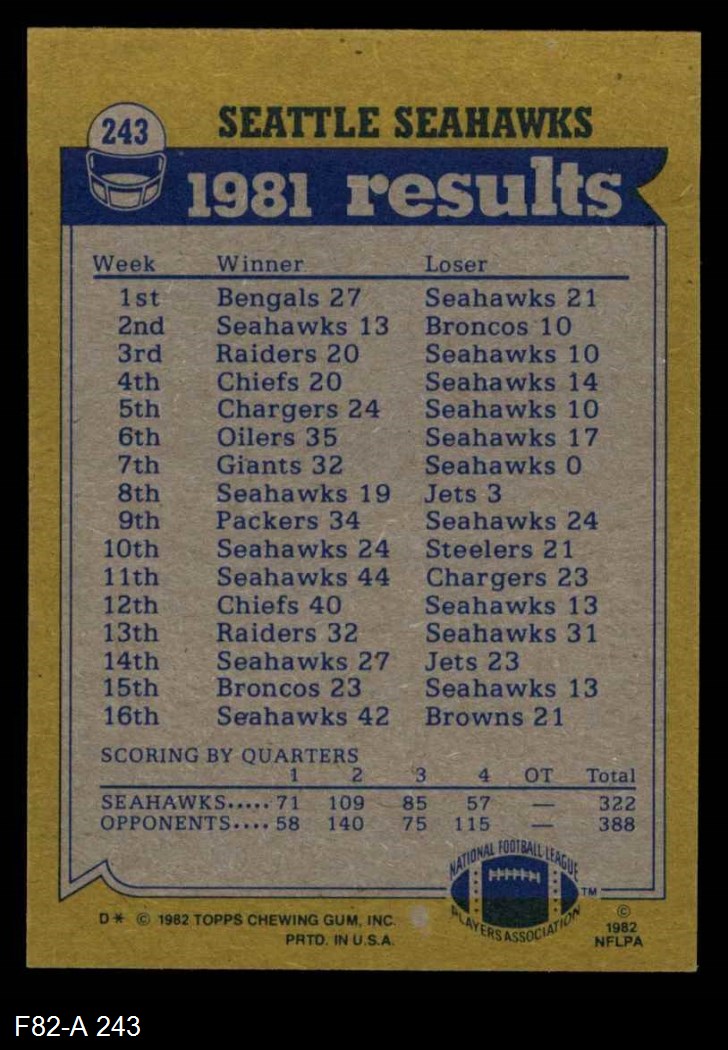 243
SEATTLE SEAHAWKS
1981 results
Week Winner Loser
1st Bengals 27 Seahawks 21
2nd Seahawks 13 Broncos 10
3rd Raiders 20 Seahawks 10
4th Chiefs 20 Seahawks 14
5th Chargers 24 Seahawks 10
6th Oilers 35 Seahawks 17
7th Giants 32 Seahawks 0
8th Seahawks 19 Jets 3
9th Packers 34 Seahawks 24
10th Seahawks 24 Steelers 21
11th Seahawks 44 Chargers 23
12th Chiefs 40 Seahawks 13
13th Raiders 32 Seahawks 31
14th Seahawks 27 Jets 23
15th Broncos 23 Seahawks 13
16th Seahawks 42 Browns 21
SCORING BY QUARTERS
1 2 3 4 OT Total
SEAHAWKS..... 71 109 85 57 — 322
OPPONENTS.... 58 140 75 115 — 388
NATIONAL FOOTBALL LEAGUE
PLAYERS ASSOCIATION
TM
D* © 1982 TOPPS CHEWING GUM, INC.
PRTD. IN U.S.A.
©
1982
NFLPA
F82-A 243